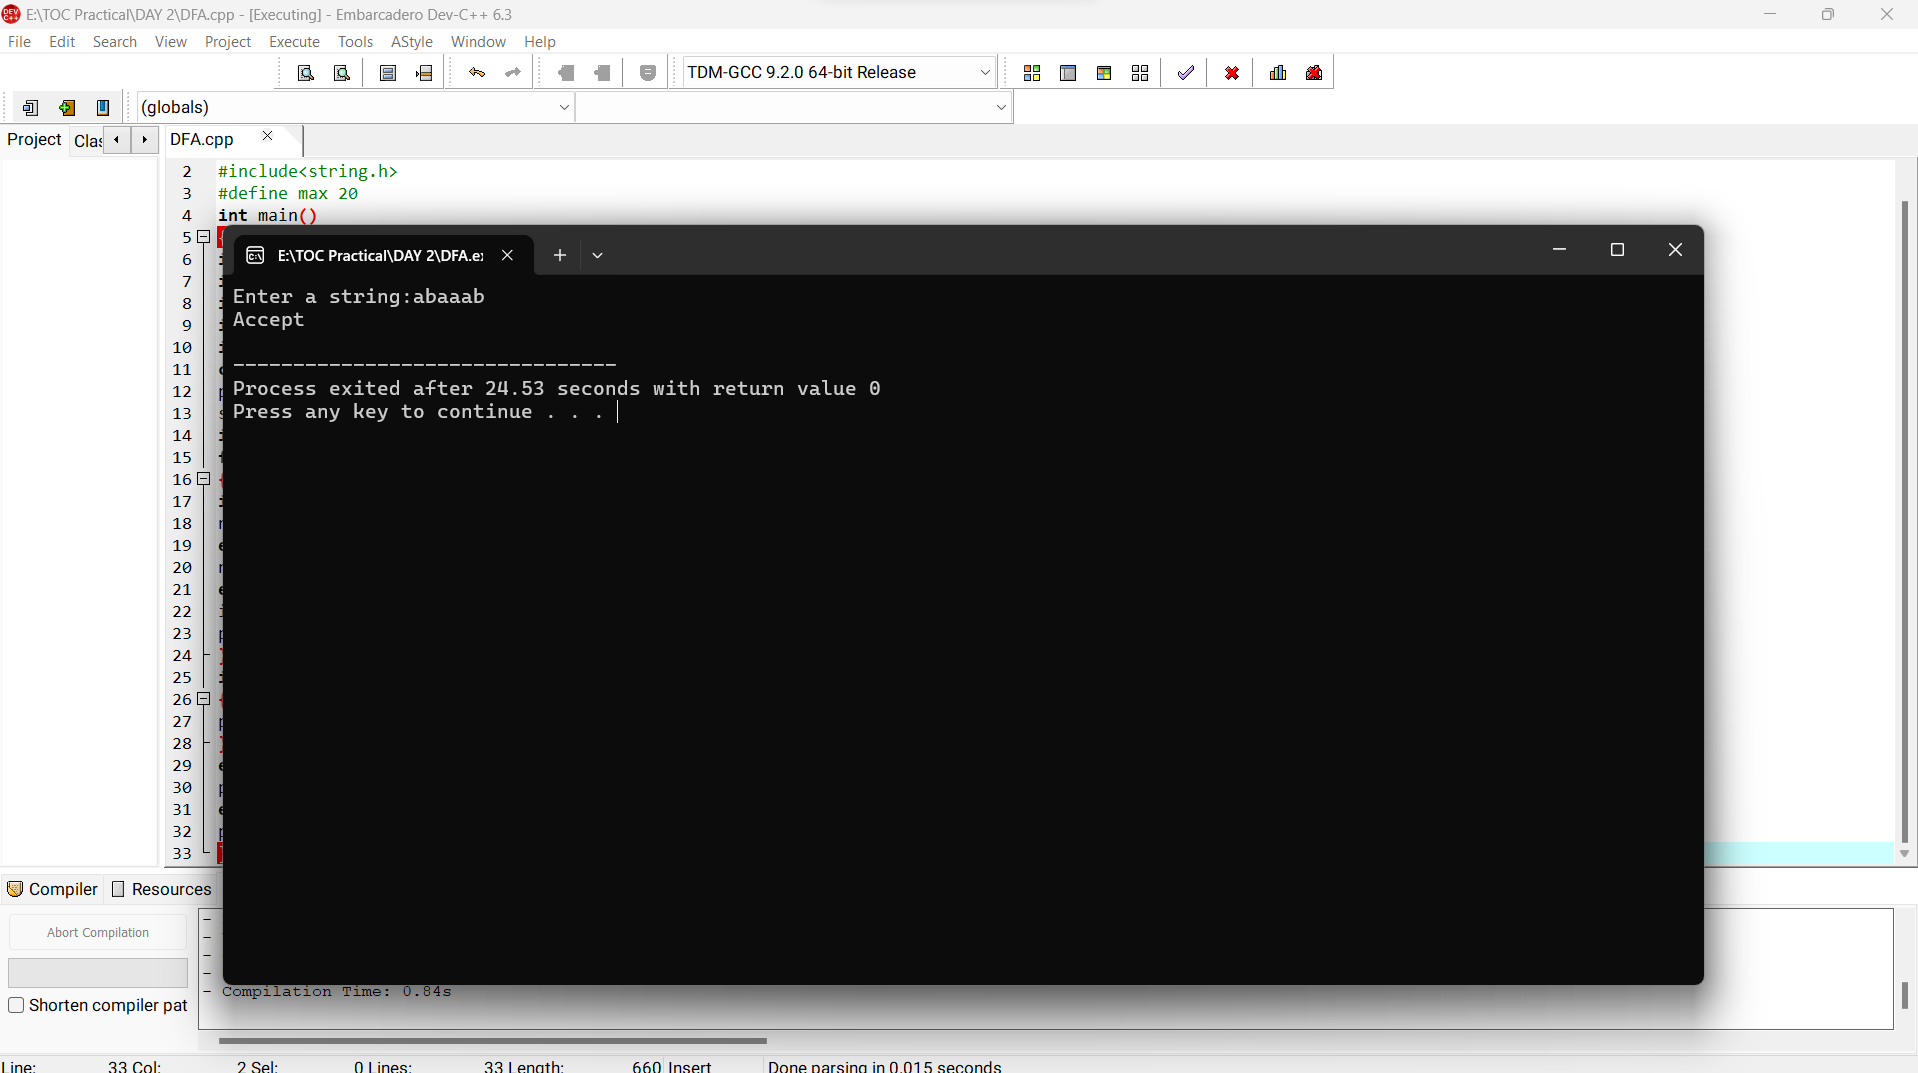 E:\TOC Practical\DAY 2\DFA.cpp - [Executing] - Embarcadero Dev-C++ 6.3
File Edit Search View Project Execute Tools AStyle Window Help
TDM-GCC 9.2.0 64-bit Release
(globals)
Project Clas DFA.cpp
2 #include<string.h>
3 #define max 20
4 int main()
5
6
7
8
9
10
11
12
13
14
15
16
17
18
19
20
21
22
23
24
25
26
27
28
29
30
31
32
33
E:\TOC Practical\DAY 2\DFA.ex
Enter a string:abaaab
Accept
--------------------------------
Process exited after 24.53 seconds with return value 0
Press any key to continue . . .
Compiler Resources
Abort Compilation
Shorten compiler pat
- Compilation Time: 0.84s
Line: 33 Col: 2 Sel: 0 Lines: 33 Length: 660 Insert Done parsing in 0.015 seconds